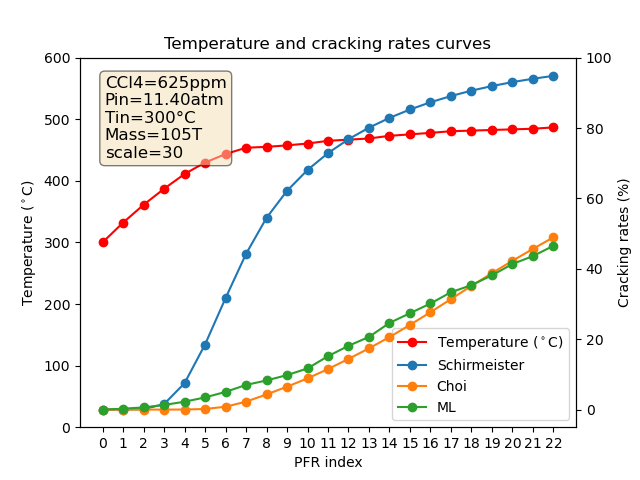 Temperature and cracking rates curves
CCl4=625ppm
Pin=11.40atm
Tin=300°C
Mass=105T
scale=30
Temperature (°C)
600
500
400
300
200
100
0
100
80
60
40
20
0
Cracking rates (%)
Temperature (°C)
Schirmeister
Choi
ML
0 1 2 3 4 5 6 7 8 9 10 11 12 13 14 15 16 17 18 19 20 21 22
PFR index